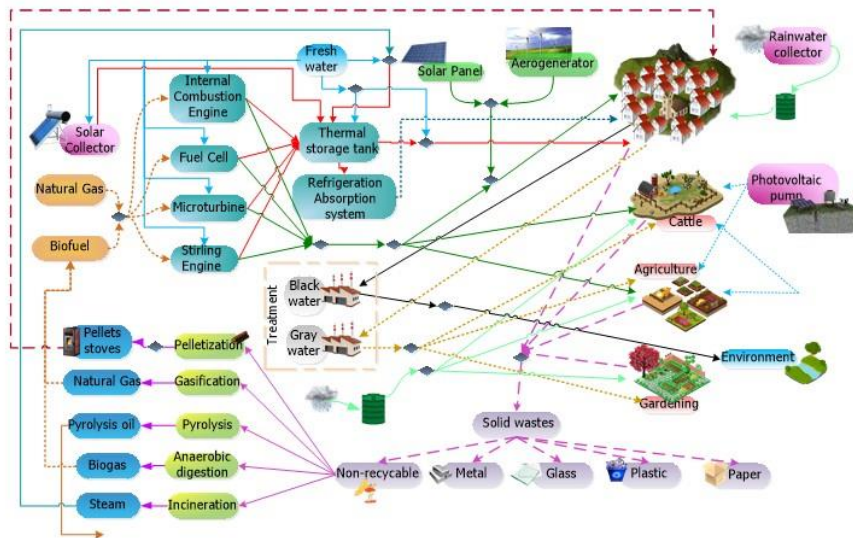 Rainwater
collector
Fresh
water
Solar Panel
Aerogenerator
Internal
Combustion
Engine
Solar
Collector
Thermal
storage tank
Fuel Cell
Refrigeration
Absorption
system
Natural Gas
Microturbine
Photovoltaic
pump
Cattle
Biofuel
Stirling
Engine
Treatment
Black
water
Agriculture
Gray
water
Pellets
stoves
Pelletization
Environment
Natural Gas
Gasification
Gardening
Pyrolysis oil
Pyrolysis
Solid wastes
Biogas
Anaerobic
digestion
Non-recycable
Metal
Glass
Plastic
Paper
Steam
Incineration